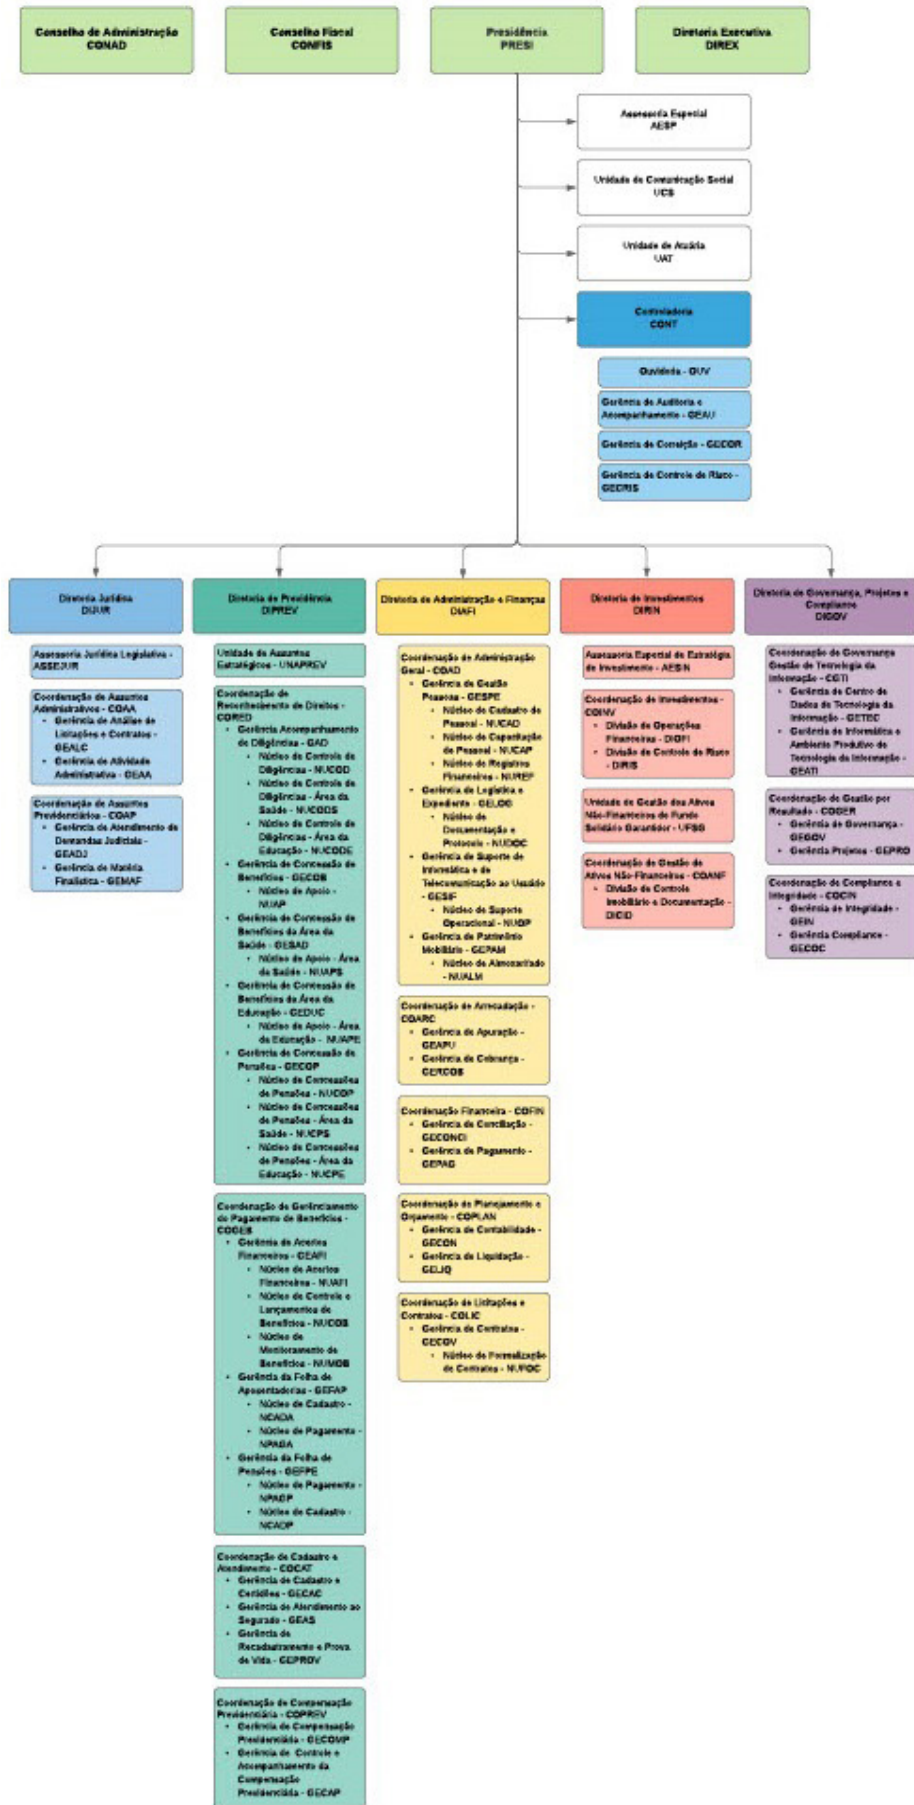 Conselho de Administração
CONAD
Conselho Fiscal
CONFIS
Presidência
PRESI
Diretoria Executiva
DIREX
Assessoria Especial
AESP
Unidade de Comunicação Social
UCS
Unidade de Atuária
UAT
Controladoria
CONT
Ouvidoria - OUV
Gerência de Auditoria e
Acompanhamento - GEAU
Gerência de Correição - GECOR
Gerência de Controle de Risco -
GECRIS
Diretoria Jurídica
DIJUR
Assessoria Jurídica Legislativa -
ASSEJUR
Coordenação de Assuntos
Administrativos - COAA
• Gerência de Análise de
Licitações e Contratos -
GEALC
• Gerência de Atividade
Administrativa - GEAA
Coordenação de Assuntos
Previdenciários - COAP
• Gerência de Atendimento de
Demandas Judiciais -
GEADJ
• Gerência de Matéria
Finalística - GEMAF
Diretoria de Previdência
DIPREV
Unidade de Assuntos
Estratégicos - UNAPREV
Coordenação de
Reconhecimento de Direitos -
CORED
• Gerência Acompanhamento
de Diligências - GAD
• Núcleo de Controle de
Diligências - NUCOD
• Núcleo de Controle de
Diligências - Área da
Saúde - NUCODS
• Núcleo de Controle de
Diligências - Área da
Educação - NUCODE
• Gerência de Concessão de
Benefícios - GECOB
• Núcleo de Apoio -
NUAP
• Gerência de Concessão de
Benefícios da Área da
Saúde - GESAD
• Núcleo de Apoio - Área
da Saúde - NUAPS
• Gerência de Concessão de
Benefícios da Área da
Educação - GEDUC
• Núcleo de Apoio - Área
da Educação - NUAPE
• Gerência de Concessão de
Pensões - GECOP
• Núcleo de Concessões
de Pensões - NUCOP
• Núcleo de Concessões
de Pensões - Área da
Saúde - NUCPS
• Núcleo de Concessões
de Pensões - Área da
Educação - NUCPE
Coordenação de Gerenciamento
do Pagamento de Benefícios -
COGEB
• Gerência de Acertos
Financeiros - GEAFI
• Núcleo de Acertos
Financeiros - NUAFI
• Núcleo de Controle e
Lançamentos de
Benefícios - NUCOB
• Núcleo de
Monitoramento de
Benefícios - NUMOB
• Gerência da Folha de
Aposentadorias - GEFAP
• Núcleo de Cadastro -
NCADA
• Núcleo de Pagamento -
NPAGA
• Gerência da Folha de
Pensões - GEFPE
• Núcleo de Pagamento -
NPAGP
• Núcleo de Cadastro -
NCADP
Coordenação de Cadastro e
Atendimento - COCAT
• Gerência de Cadastro e
Certidões - GECAC
• Gerência de Atendimento ao
Segurado - GEAS
• Gerência de
Recadastramento e Prova
de Vida - GEPROV
Coordenação de Compensação
Previdenciária - COPREV
• Gerência de Compensação
Previdenciária - GECOMP
• Gerência de Controle e
Acompanhamento da
Compensação
Previdenciária - GECAP
Diretoria de Administração e Finanças
DIAFI
Coordenação de Administração
Geral - COAD
• Gerência de Gestão
Pessoas - GESPE
• Núcleo de Cadastro de
Pessoal - NUCAD
• Núcleo de Capacitação
de Pessoal - NUCAP
• Núcleo de Registros
Financeiros - NUREF
• Gerência de Logística e
Expediente - GELOG
• Núcleo de
Documentação e
Protocolo - NUDOC
• Gerência de Suporte de
Informática e de
Telecomunicação ao Usuário
- GESIF
• Núcleo de Suporte
Operacional - NUOP
• Gerência de Patrimônio
Mobiliário - GEPAM
• Núcleo de Almoxarifado
- NUALM
Coordenação de Arrecadação -
COARC
• Gerência de Apuração -
GEAPU
• Gerência de Cobrança -
GERCOB
Coordenação Financeira - COFIN
• Gerência de Conciliação -
GECONCI
• Gerência de Pagamento -
GEPAG
Coordenação de Planejamento e
Orçamento - COPLAN
• Gerência de Contabilidade -
GECON
• Gerência de Liquidação -
GELIQ
Coordenação de Licitações e
Contratos - COLIC
• Gerência de Contratos -
GECOV
• Núcleo de Formalização
de Contratos - NUFOC
Diretoria de Investimentos
DIRIN
Assessoria Especial de Estratégia
de Investimento - AESIN
Coordenação de Investimentos -
COINV
• Divisão de Operações
Financeiras - DIOFI
• Divisão de Controle de Risco
- DIRIS
Unidade de Gestão dos Ativos
Não-Financeiros do Fundo
Solidário Garantidor - UFSG
Coordenação de Gestão de
Ativos Não-Financeiros - COANF
• Divisão de Controle
Imobiliário e Documentação -
DICID
Diretoria de Governança, Projetos e
Compliance
DIGOV
Coordenação de Governança
Gestão de Tecnologia da
Informação - CGTI
• Gerência de Centro de
Dados de Tecnologia da
Informação - GETEC
• Gerência de Informática e
Ambiente Produtivo de
Tecnologia da Informação -
GEATI
Coordenação de Gestão por
Resultado - COGER
• Gerência de Governança -
GEGOV
• Gerência Projetos - GEPRO
Coordenação de Compliance e
Integridade - COCIN
• Gerência de Integridade -
GEIN
• Gerência Compliance -
GECOC